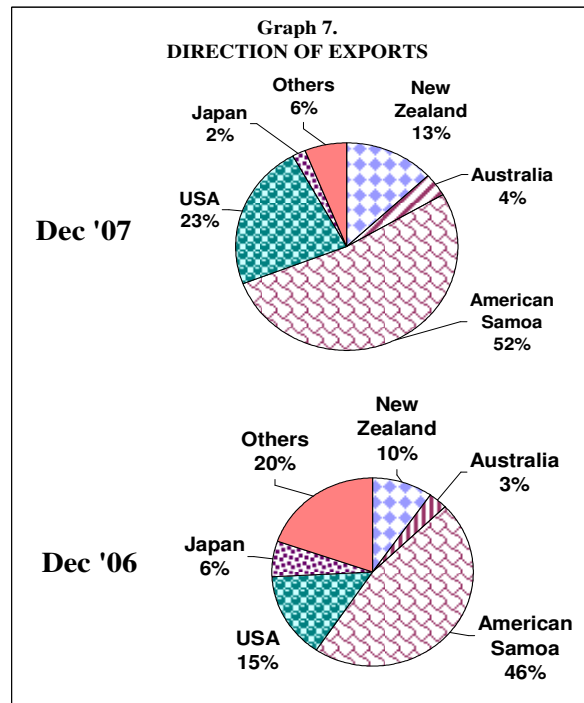 Graph 7.
DIRECTION OF EXPORTS
Dec '07
Others
6%
New
Zealand
13%
Japan
2%
Australia
4%
USA
23%
American
Samoa
52%
Dec '06
New
Zealand
10%
Others
20%
Australia
3%
Japan
6%
USA
15%
American
Samoa
46%